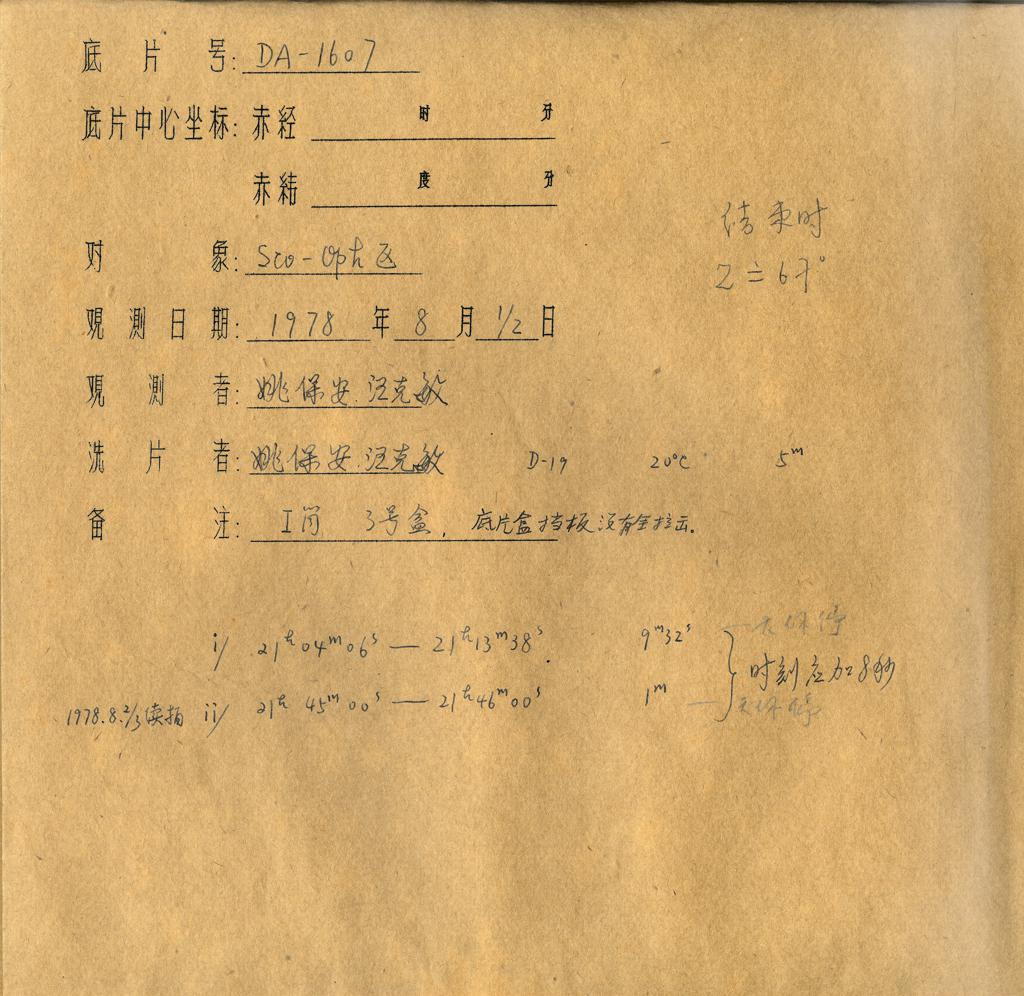 底片号: DA-1607
底片中心坐标: 赤经 时 分
赤纬 度 分
结束时
Z≐67°
对象: Sco-Oph区
观测日期: 1978 年 8 月 1/2 日
观测者: 姚保安 汪克敏
洗片者: 姚保安 汪克敏 D-19 20°C 5ᵐ
备注: I筒 3号盒, 底片盒挡板没有全拉出.
i/ 21ʰ04ᵐ06ˢ — 21ʰ13ᵐ38ˢ. 9ᵐ32ˢ
时刻应加8秒
1978.8.2/3续拍 ii/ 21ʰ45ᵐ00ˢ — 21ʰ46ᵐ00ˢ 1ᵐ